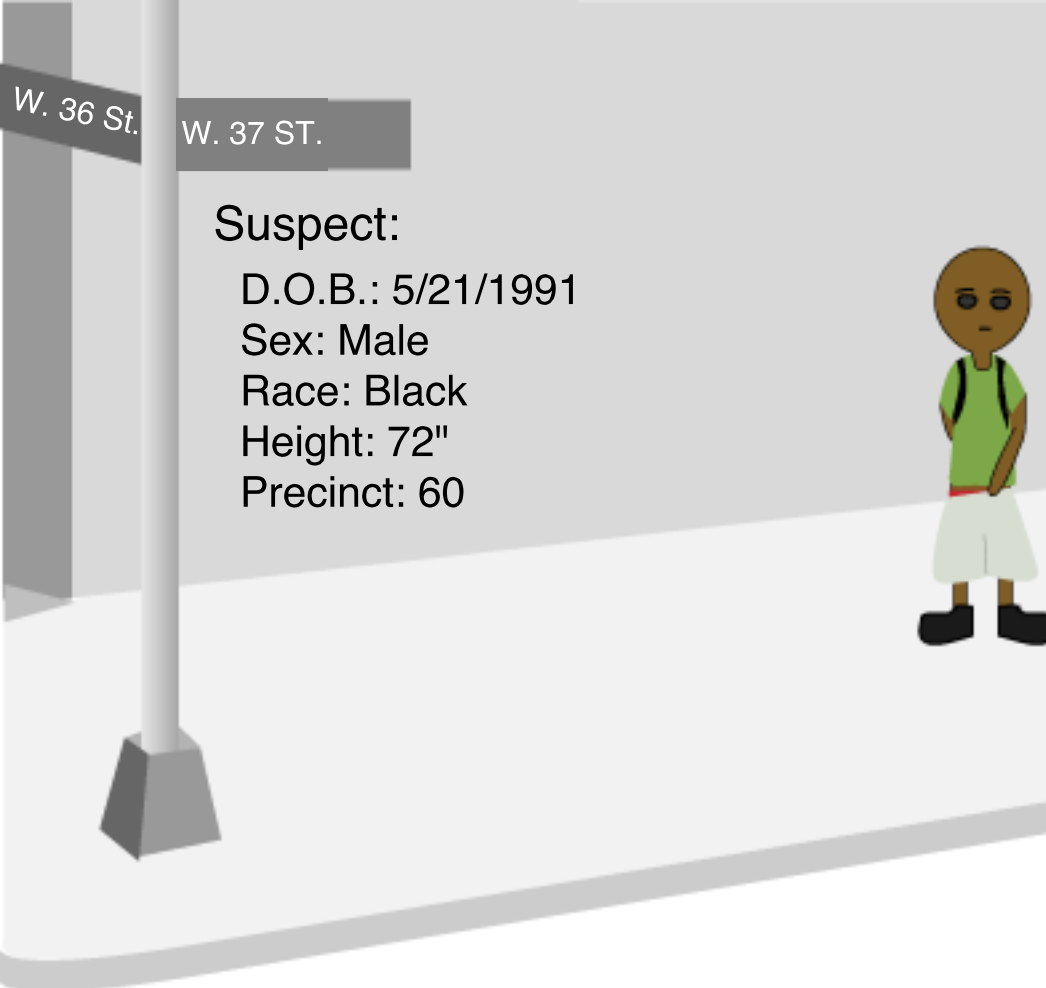 W. 36 St.
W. 37 ST.
Suspect:
D.O.B.: 5/21/1991
Sex: Male
Race: Black
Height: 72"
Precinct: 60